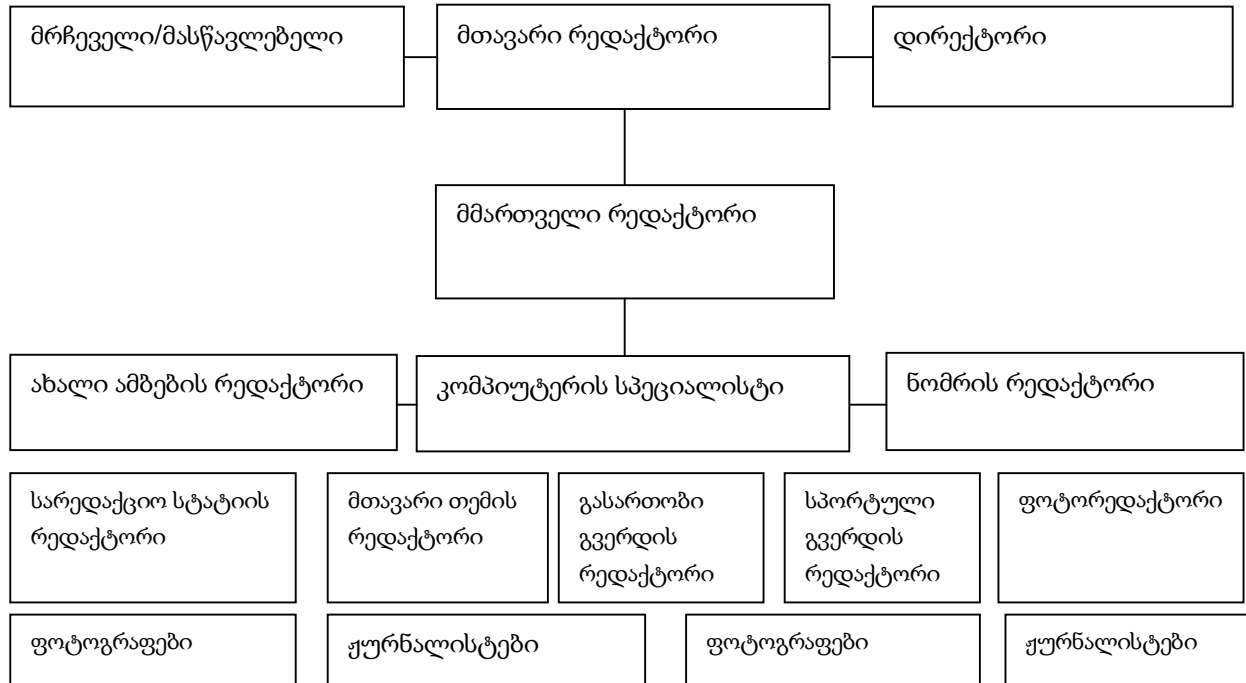 მრჩეველი/მასწავლებელი
მთავარი რედაქტორი
დირექტორი
მმართველი რედაქტორი
ახალი ამბების რედაქტორი
კომპიუტერის სპეციალისტი
ნომრის რედაქტორი
სარედაქციო სტატიის
რედაქტორი
მთავარი თემის
რედაქტორი
გასართობი
გვერდის
რედაქტორი
სპორტული
გვერდის
რედაქტორი
ფოტორედაქტორი
ფოტოგრაფები
ჟურნალისტები
ფოტოგრაფები
ჟურნალისტები